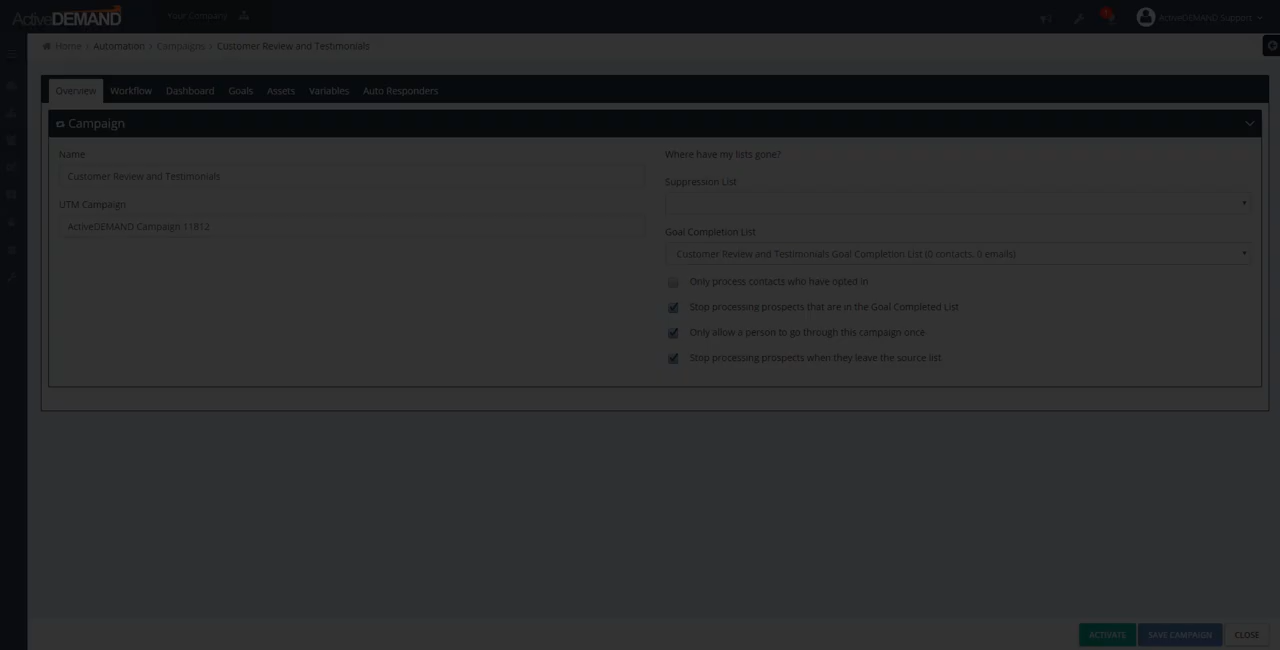 ActiveDEMAND
Your Company
ActiveDEMAND Support
Home > Automation > Campaigns > Customer Review and Testimonials
Overview Workflow Dashboard Goals Assets Variables Auto Responders
Campaign
Name
Customer Review and Testimonials
UTM Campaign
ActiveDEMAND Campaign 11812
Where have my lists gone?
Suppression List
Goal Completion List
Customer Review and Testimonials Goal Completion List (0 contacts, 0 emails)
Only process contacts who have opted in
Stop processing prospects that are in the Goal Completed List
Only allow a person to go through this campaign once
Stop processing prospects when they leave the source list
ACTIVATE SAVE CAMPAIGN CLOSE